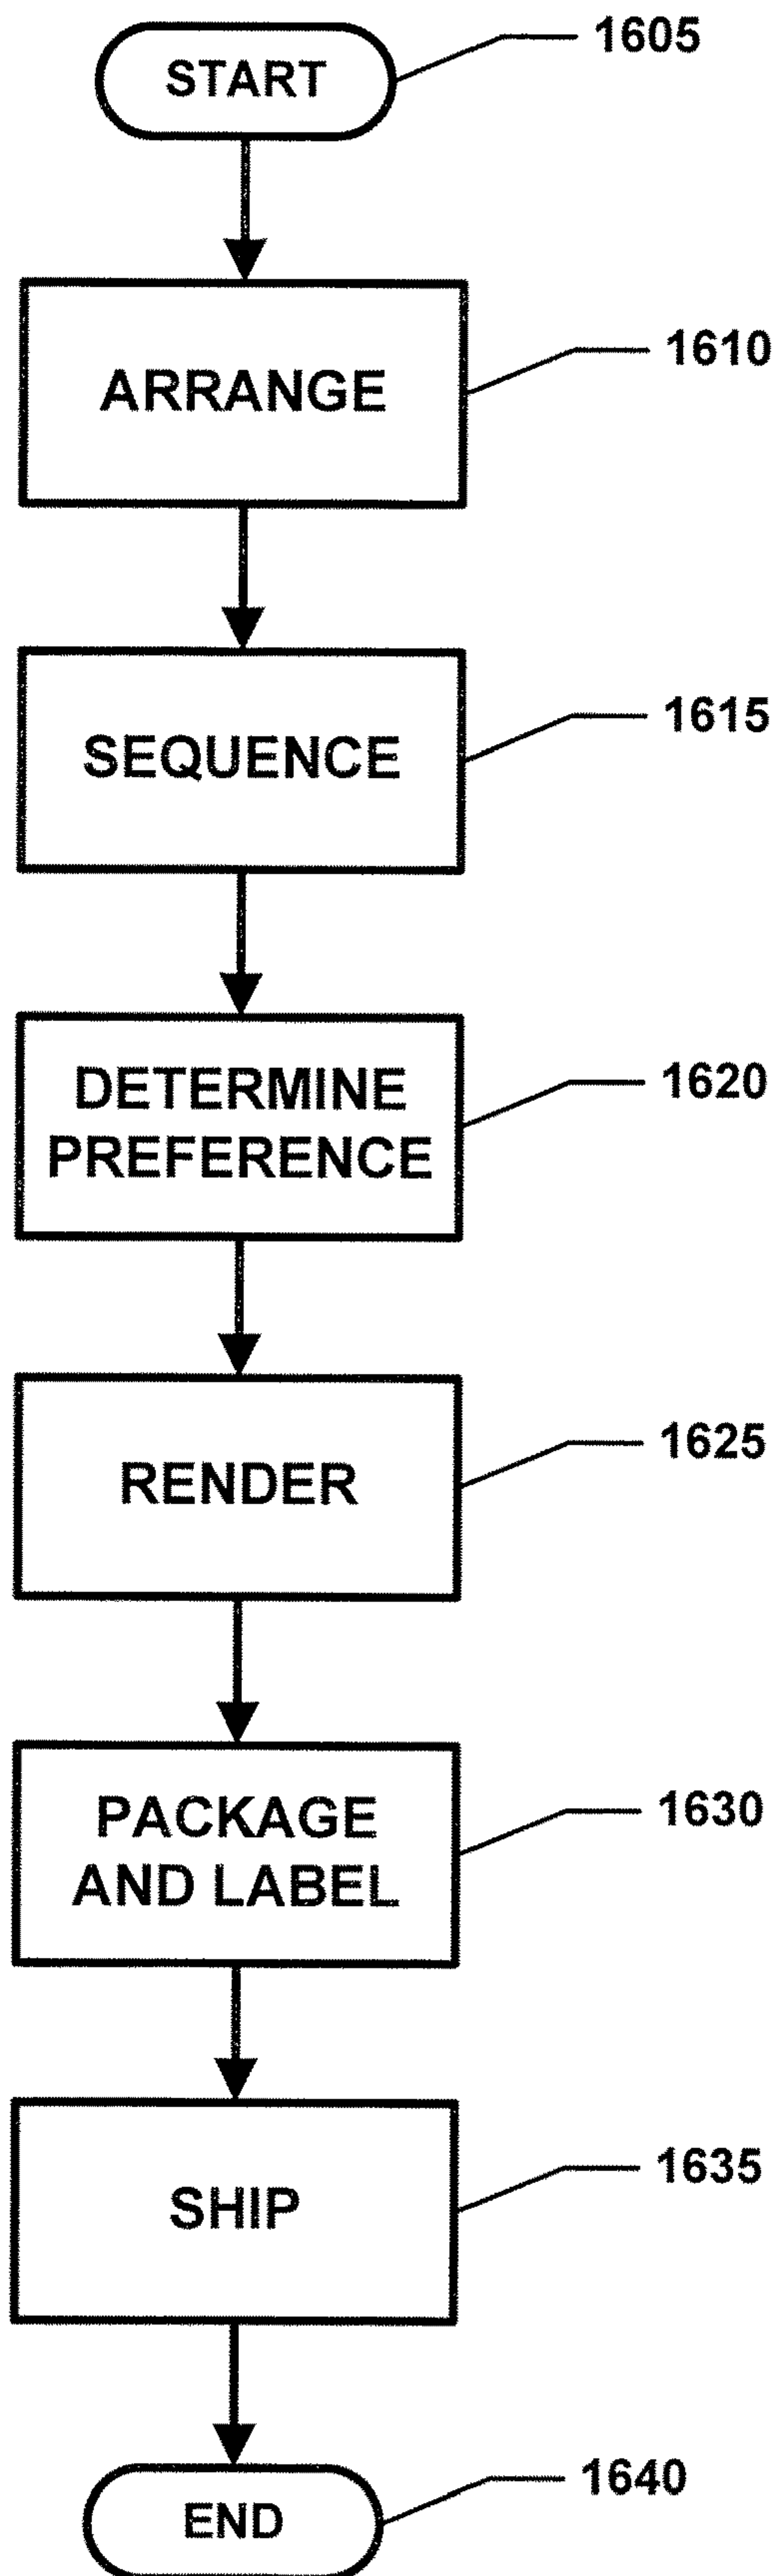 START
1605
ARRANGE
1610
SEQUENCE
1615
DETERMINE
PREFERENCE
1620
RENDER
1625
PACKAGE
AND LABEL
1630
SHIP
1635
END
1640